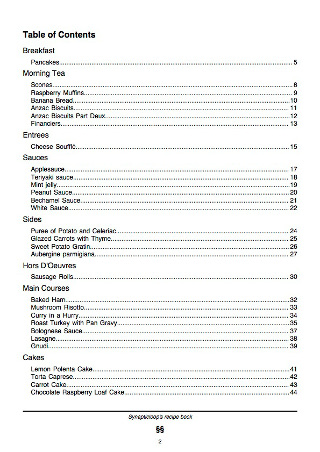 Table of Contents
Breakfast
Pancakes 5
Morning Tea
Scones 8
Raspberry Muffins 9
Banana Bread 10
Anzac Biscuits 11
Anzac Biscuits Part Deux 12
Financiers 13
Entrees
Cheese Soufflé 15
Sauces
Applesauce 17
Teriyaki sauce 18
Mint jelly 19
Peanut Sauce 20
Bechamel Sauce 21
White Sauce 22
Sides
Puree of Potato and Celeriac 24
Glazed Carrots with Thyme 25
Sweet Potato Gratin 26
Aubergine parmigiana 27
Hors D'Oeuvres
Sausage Rolls 30
Main Courses
Baked Ham 32
Mushroom Risotto 33
Curry in a Hurry 34
Roast Turkey with Pan Gravy 35
Bolognese Sauce 37
Lasagne 38
Gnudi 39
Cakes
Lemon Polenta Cake 41
Torta Caprese 42
Carrot Cake 43
Chocolate Raspberry Loaf Cake 44
recipe book
§§
2